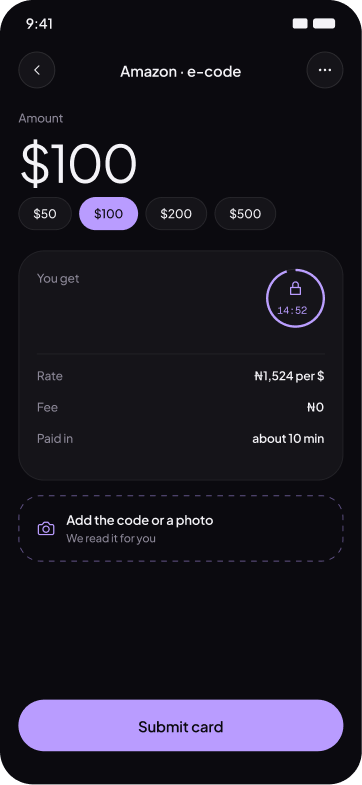 9:41
Amazon · e-code
Amount
$100
$50 $100 $200 $500
You get
14:52
Rate ₦1,524 per $
Fee ₦0
Paid in about 10 min
Add the code or a photo
We read it for you
Submit card